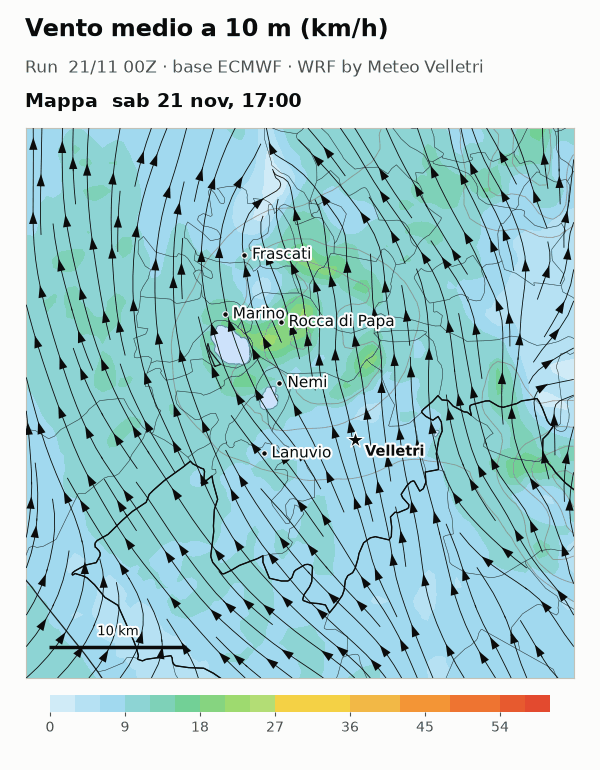 Vento medio a 10 m (km/h)
Run 21/11 00Z · base ECMWF · WRF by Meteo Velletri
Mappa sab 21 nov, 17:00
Frascati
Marino
Rocca di Papa
Nemi
Lanuvio
Velletri
10 km
0 9 18 27 36 45 54